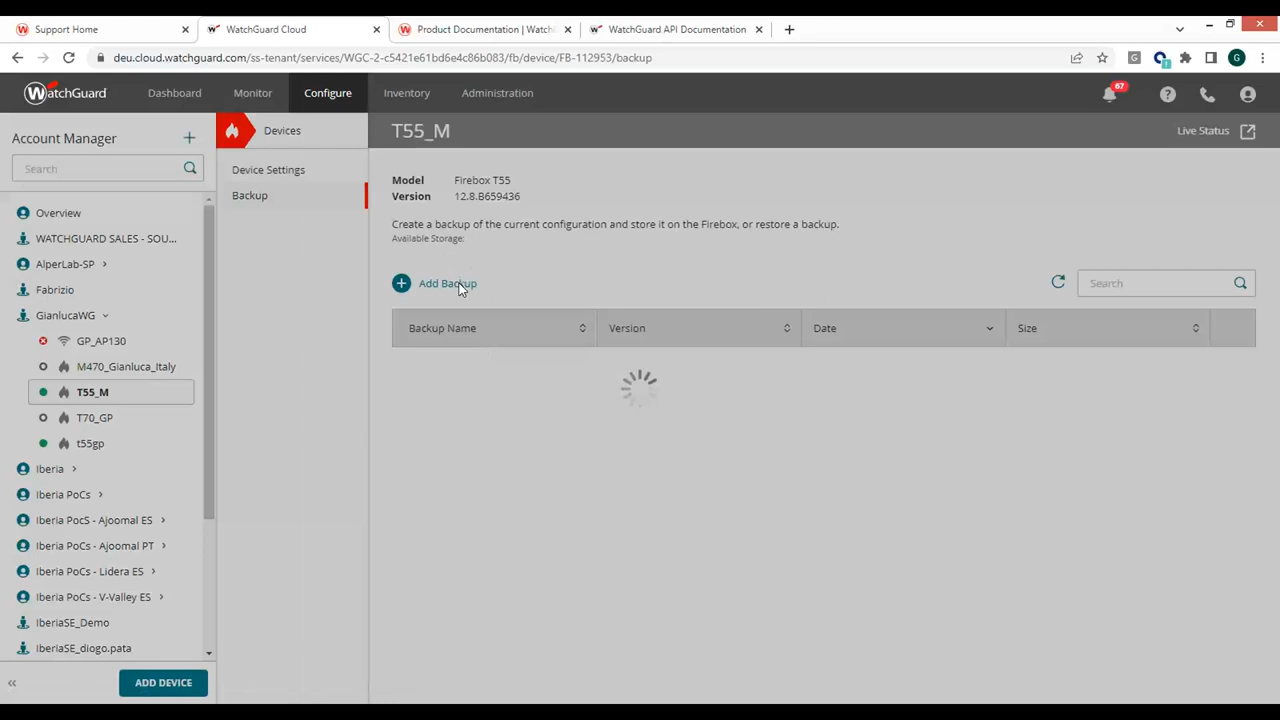 Support Home
WatchGuard Cloud
Product Documentation | Watch
WatchGuard API Documentation
deu.cloud.watchguard.com/ss-tenant/services/WGC-2-c5421e61bd6e4c86b083/fb/device/FB-112953/backup
G
WatchGuard
Dashboard
Monitor
Configure
Inventory
Administration
67
Account Manager
Devices
T55_M
Live Status
Search
Device Settings
Backup
Model Firebox T55
Version 12.8.B659436
Create a backup of the current configuration and store it on the Firebox, or restore a backup.
Available Storage:
Add Backup
Search
Backup Name
Version
Date
Size
Overview
WATCHGUARD SALES - SOU...
AlperLab-SP
Fabrizio
GianlucaWG
GP_AP130
M470_Gianluca_Italy
T55_M
T70_GP
t55gp
Iberia
Iberia PoCs
Iberia PocS - Ajoomal ES
Iberia PoCs - Ajoomal PT
Iberia PoCs - Lidera ES
Iberia PoCs - V-Valley ES
IberiaSE_Demo
IberiaSE_diogo.pata
ADD DEVICE